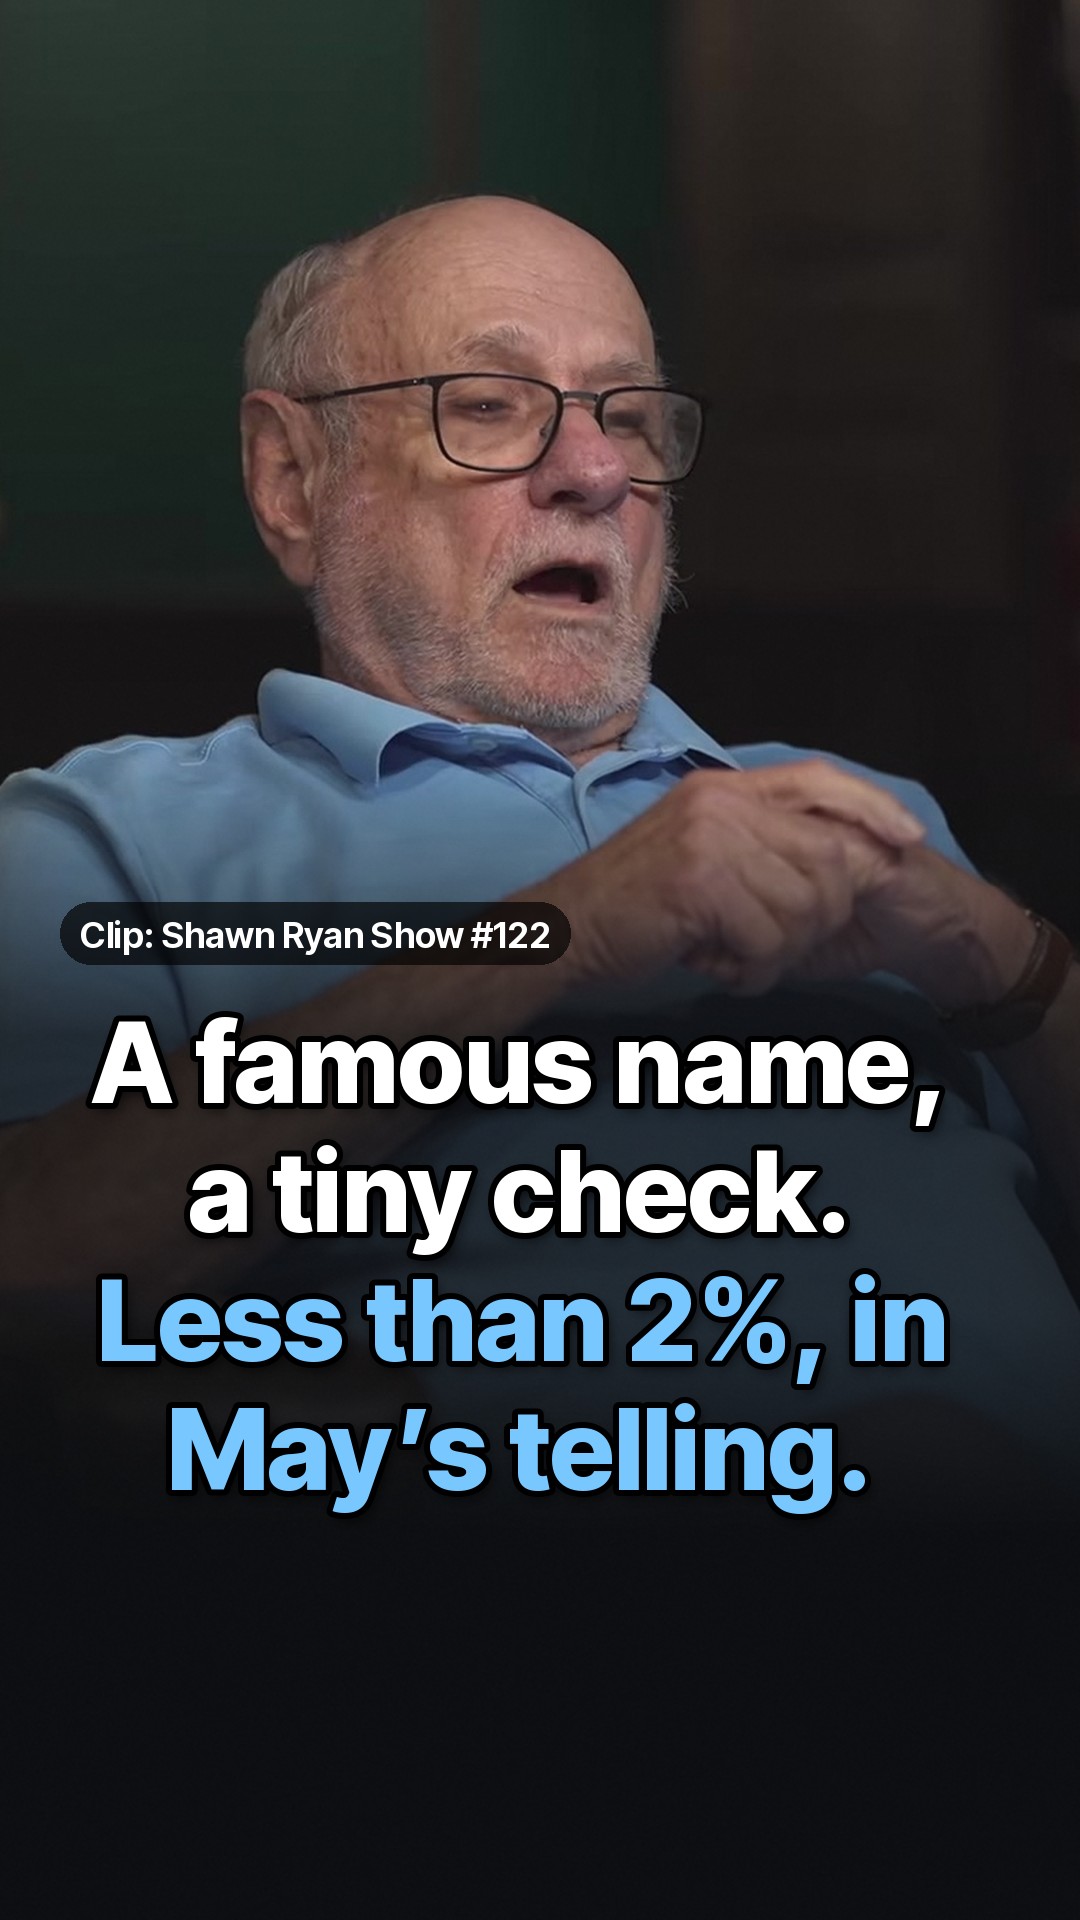 Clip: Shawn Ryan Show #122
A famous name,
a tiny check.
Less than 2%, in
May’s telling.